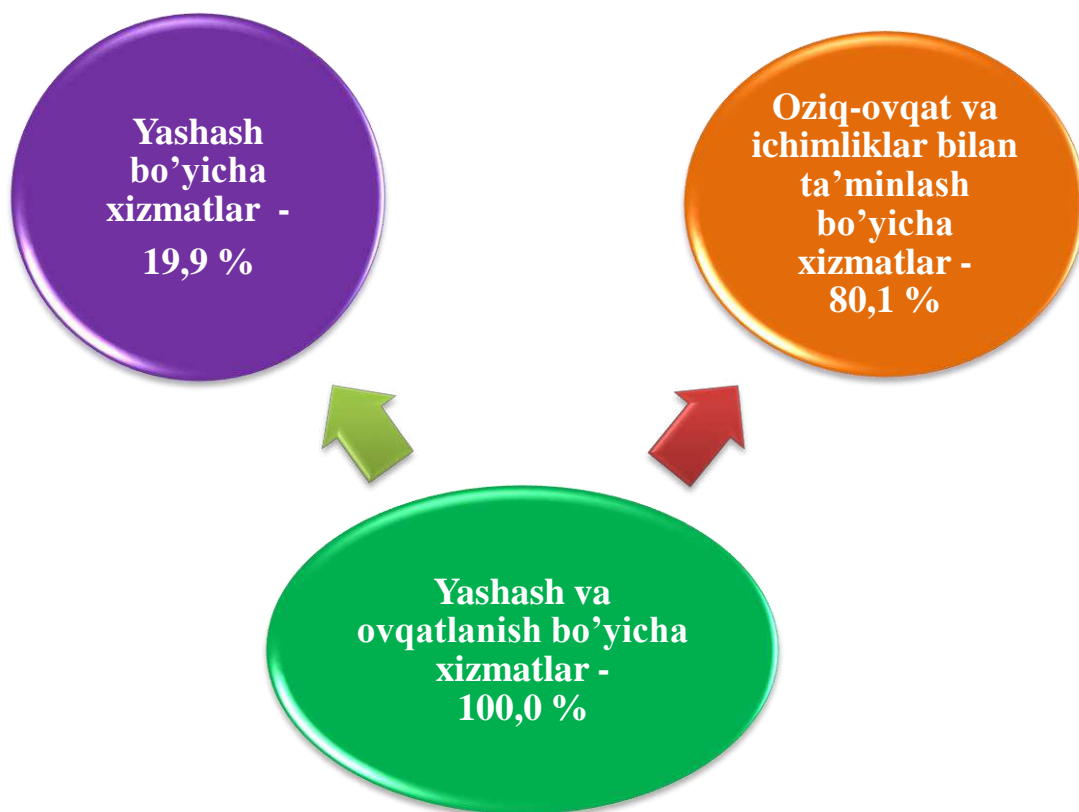 Yashash
bo’yicha
xizmatlar -
19,9 %
Oziq-ovqat va
ichimliklar bilan
ta’minlash
bo’yicha
xizmatlar -
80,1 %
Yashash va
ovqatlanish bo’yicha
xizmatlar -
100,0 %